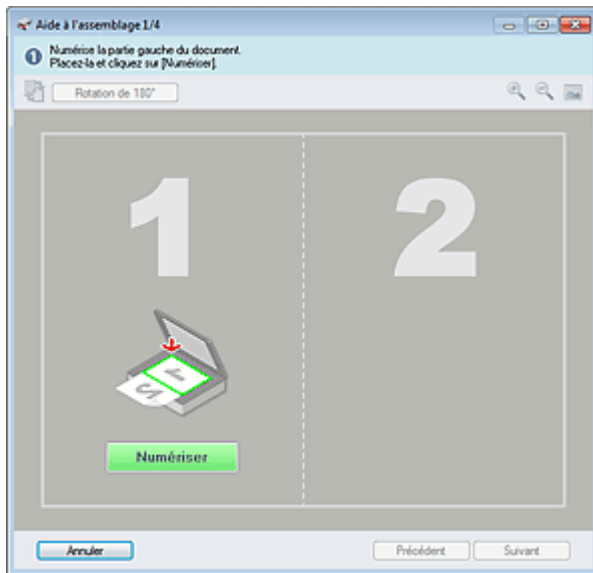 Aide à l'assemblage 1/4
Numérise la partie gauche du document.
Placez-la et cliquez sur [Numériser].
Rotation de 180°
1
2
Numériser
Annuler
Précédent
Suivant